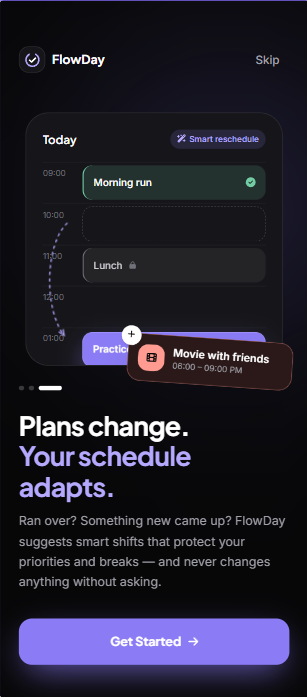 FlowDay
Skip
Today
Smart reschedule
09:00
Morning run
10:00
11:00
Lunch
12:00
01:00
Practice
Movie with friends
06:00 – 09:00 PM
Plans change.
Your schedule
adapts.
Ran over? Something new came up? FlowDay
suggests smart shifts that protect your
priorities and breaks — and never changes
anything without asking.
Get Started →